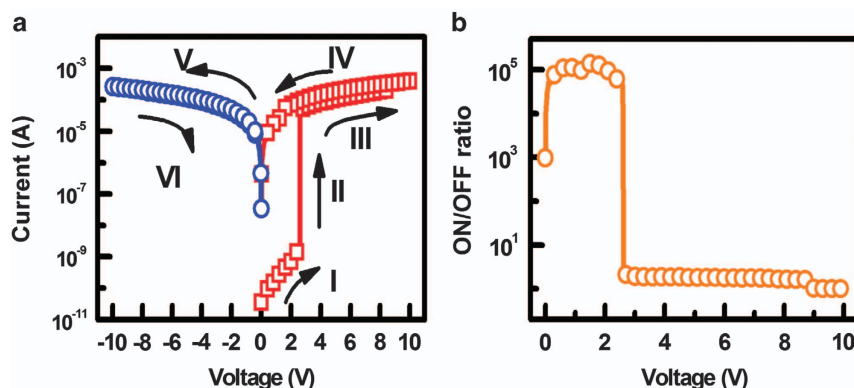 a
Current (A)
10-3
10-5
10-7
10-9
10-11
V
IV
VI
III
II
I
-10 -8 -6 -4 -2 0 2 4 6 8 10
Voltage (V)
b
ON/OFF ratio
105
103
101
0 2 4 6 8 10
Voltage (V)